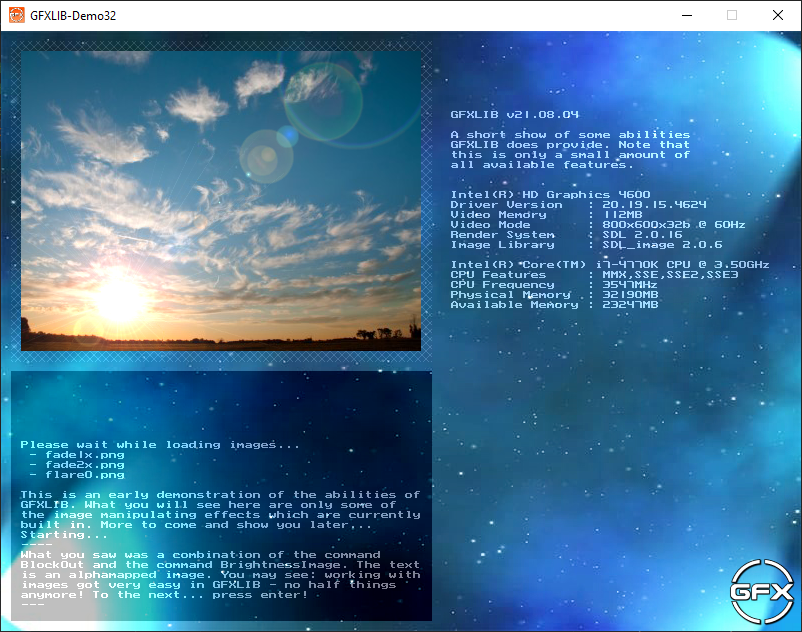 GFXLIB-Demo32
GFXLIB v21.08.04
A short show of some abilities
GFXLIB does provide. Note that
this is only a small amount of
all available features.
Intel(R) HD Graphics 4600
Driver Version : 20.19.15.4624
Video Memory : 112MB
Video Mode : 800x600x32b @ 60Hz
Render System : SDL 2.0.16
Image Library : SDL_image 2.0.6
Intel(R) Core(TM) i7-4770K CPU @ 3.50GHz
CPU Features : MMX,SSE,SSE2,SSE3
CPU Frequency : 3547MHz
Physical Memory : 32190MB
Available Memory : 23247MB
Please wait while loading images...
- fade1x.png
- fade2x.png
- flare0.png
This is an early demonstration of the abilities of
GFXLIB. What you will see here are only some of
the image manipulating effects which are currently
built in. More to come and show you later...
Starting...
----
What you saw was a combination of the command
BlockOut and the command BrightnessImage. The text
is an alphamapped image. You may see: working with
images got very easy in GFXLIB - no half things
anymore! To the next... press enter!
---
GFX